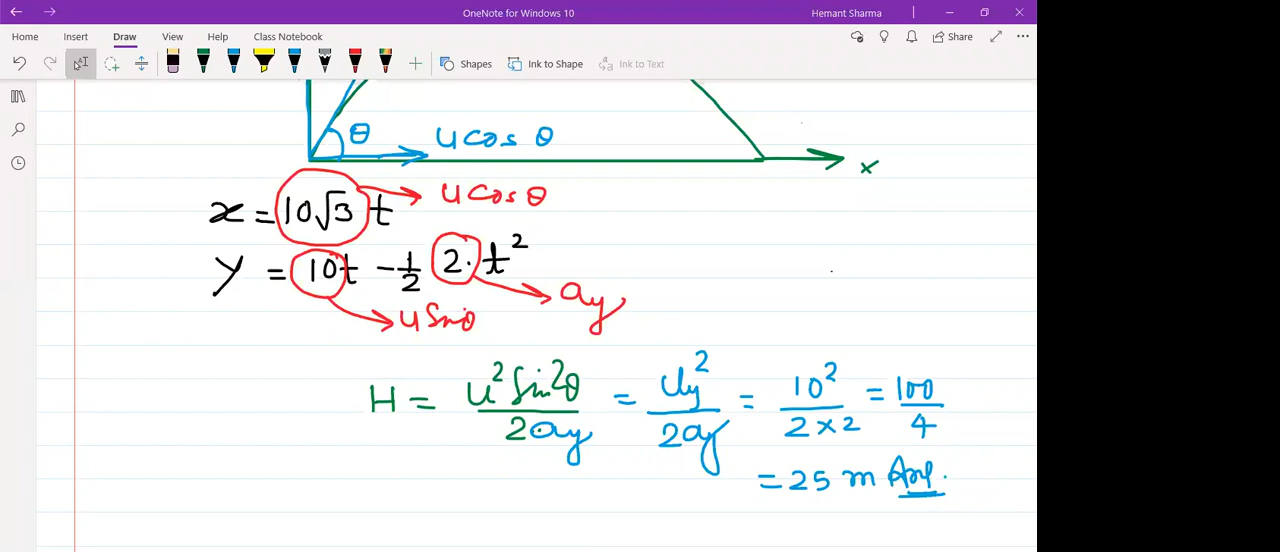 OneNote for Windows 10
Hemant Sharma
Home Insert Draw View Help Class Notebook
Share
Shapes Ink to Shape Ink to Text
θ u cos θ
x
x = 10√3 t u cos θ
y = 10t - 1/2 2. t²
ay
u Sinθ
H = u² Sin²θ / 2ay = Uy² / 2ay = 10² / 2 × 2 = 100 / 4
= 25 m Ans.